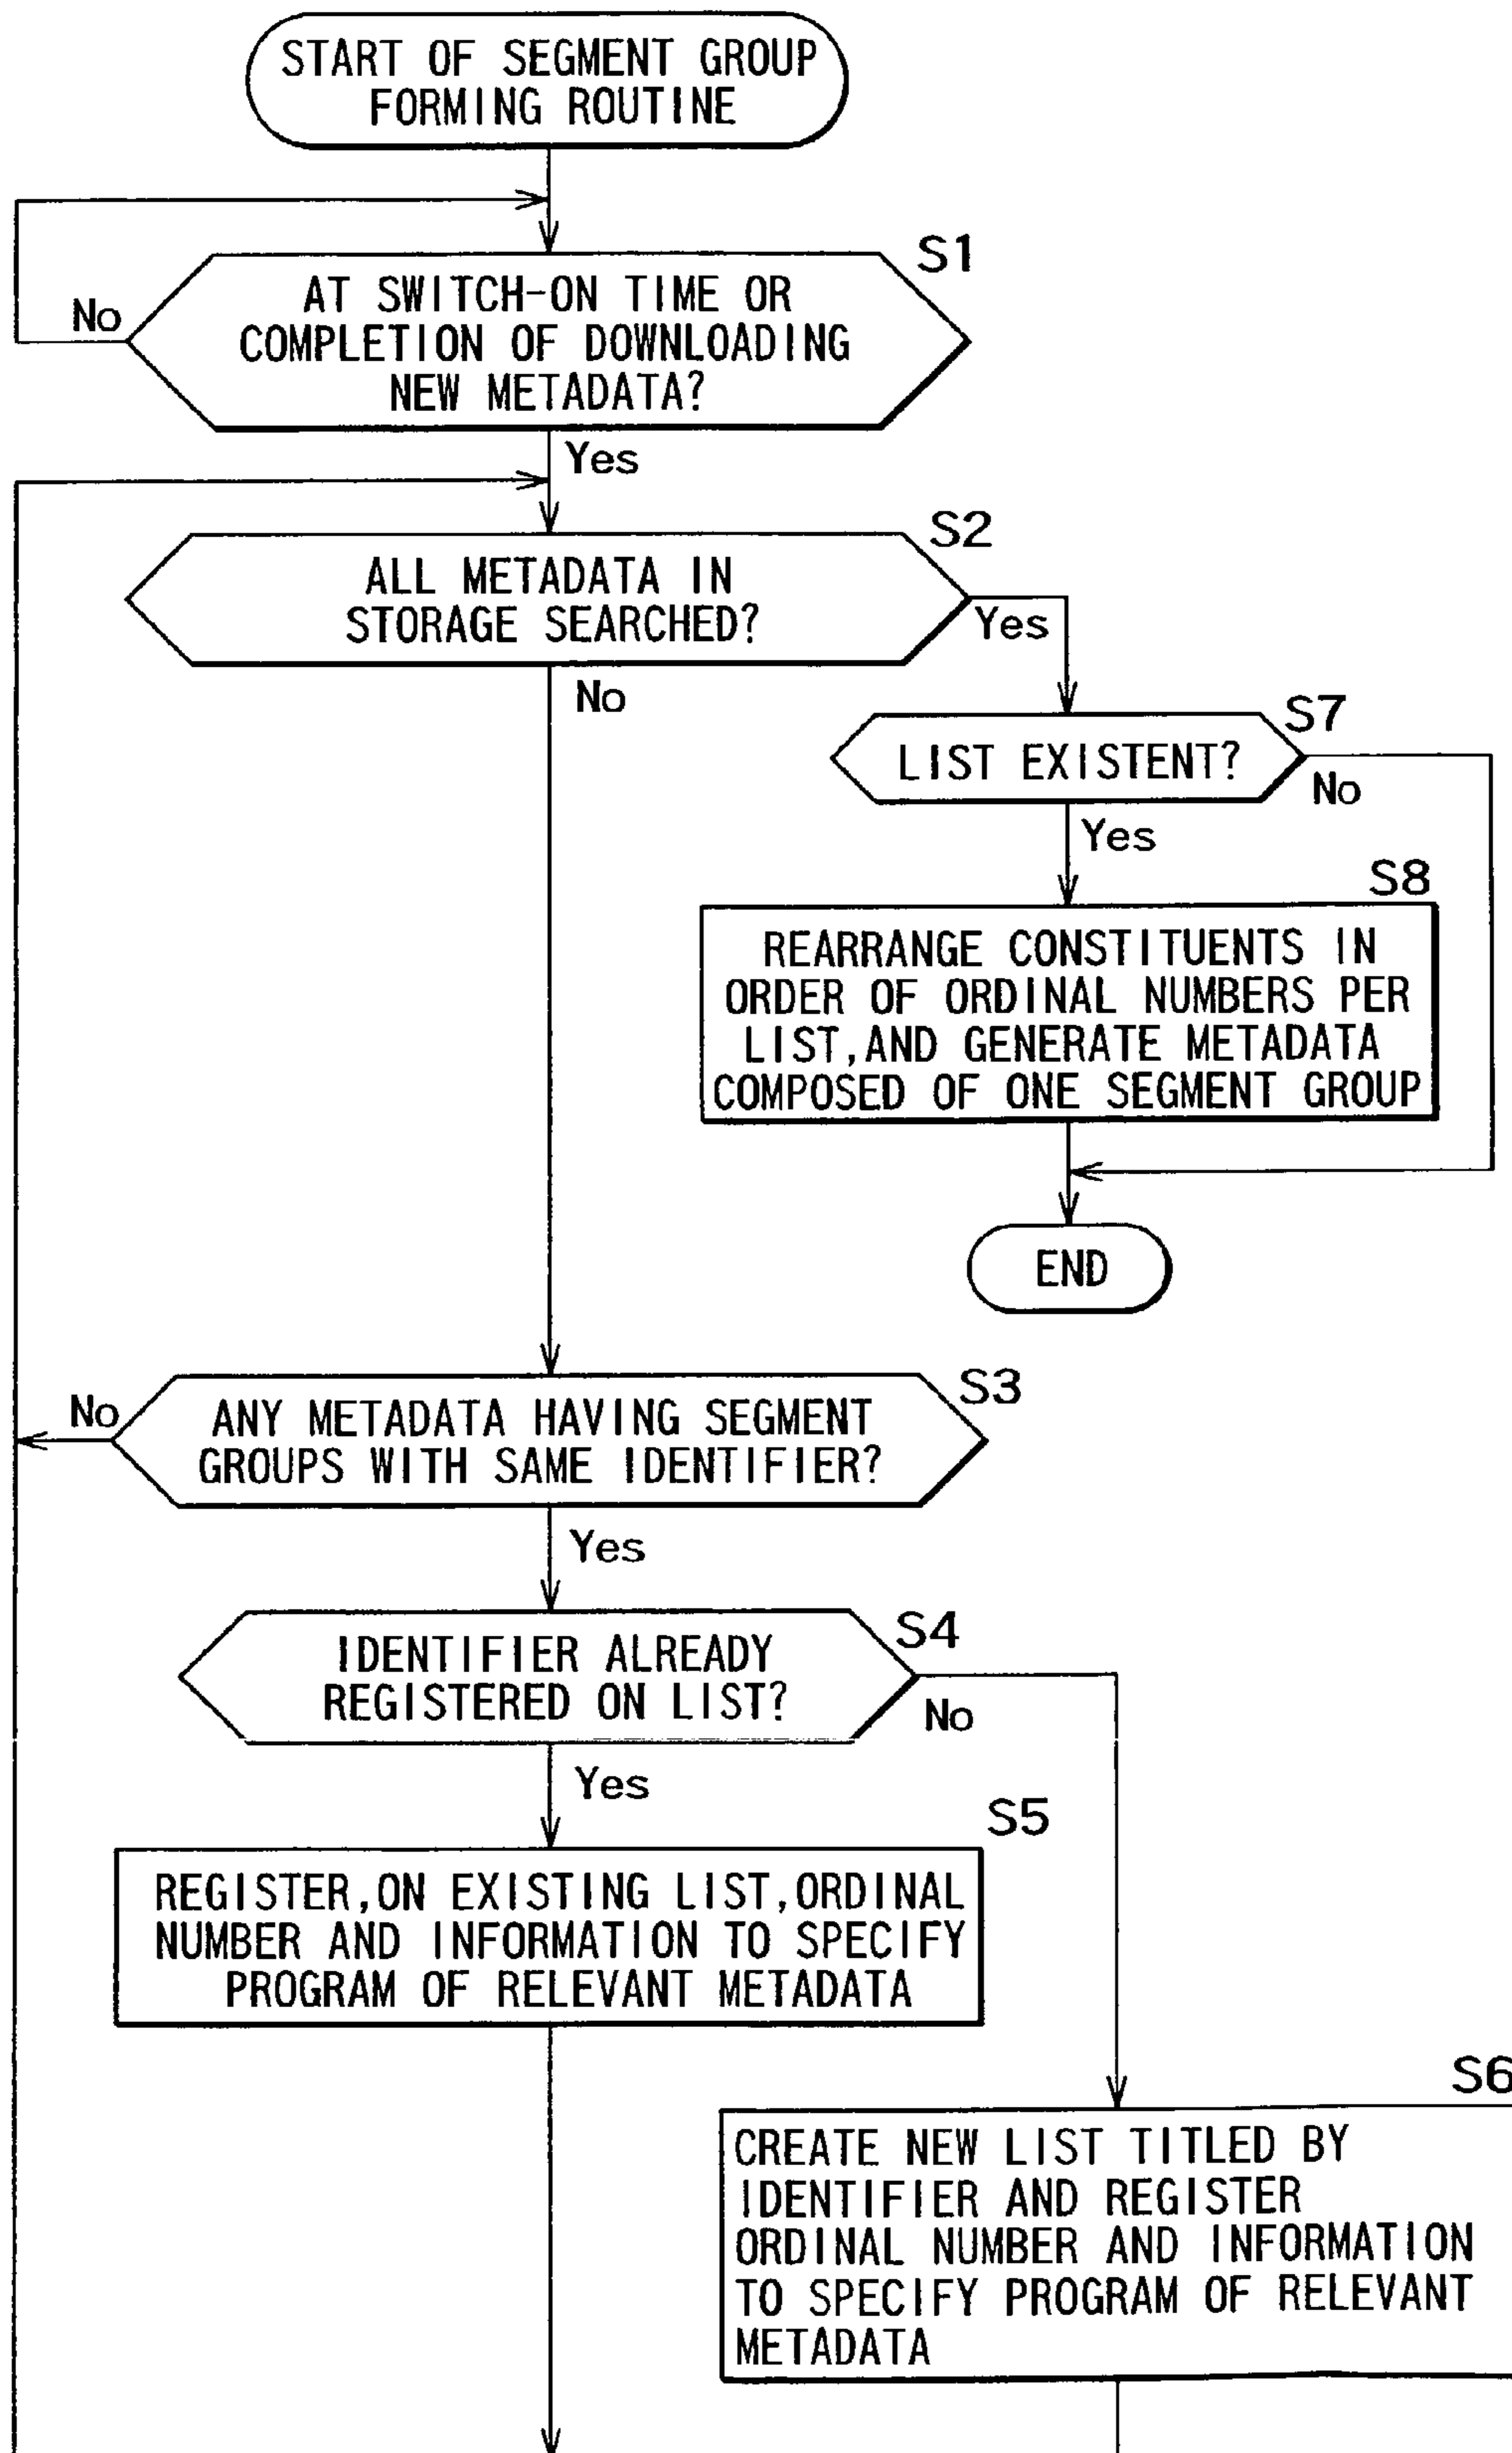 START OF SEGMENT GROUP
FORMING ROUTINE
S1
No
AT SWITCH-ON TIME OR
COMPLETION OF DOWNLOADING
NEW METADATA?
Yes
S2
ALL METADATA IN
STORAGE SEARCHED?
Yes
No
S7
LIST EXISTENT?
No
Yes
S8
REARRANGE CONSTITUENTS IN
ORDER OF ORDINAL NUMBERS PER
LIST,AND GENERATE METADATA
COMPOSED OF ONE SEGMENT GROUP
END
S3
No
ANY METADATA HAVING SEGMENT
GROUPS WITH SAME IDENTIFIER?
Yes
S4
IDENTIFIER ALREADY
REGISTERED ON LIST?
No
Yes
S5
REGISTER,ON EXISTING LIST,ORDINAL
NUMBER AND INFORMATION TO SPECIFY
PROGRAM OF RELEVANT METADATA
S6
CREATE NEW LIST TITLED BY
IDENTIFIER AND REGISTER
ORDINAL NUMBER AND INFORMATION
TO SPECIFY PROGRAM OF RELEVANT
METADATA